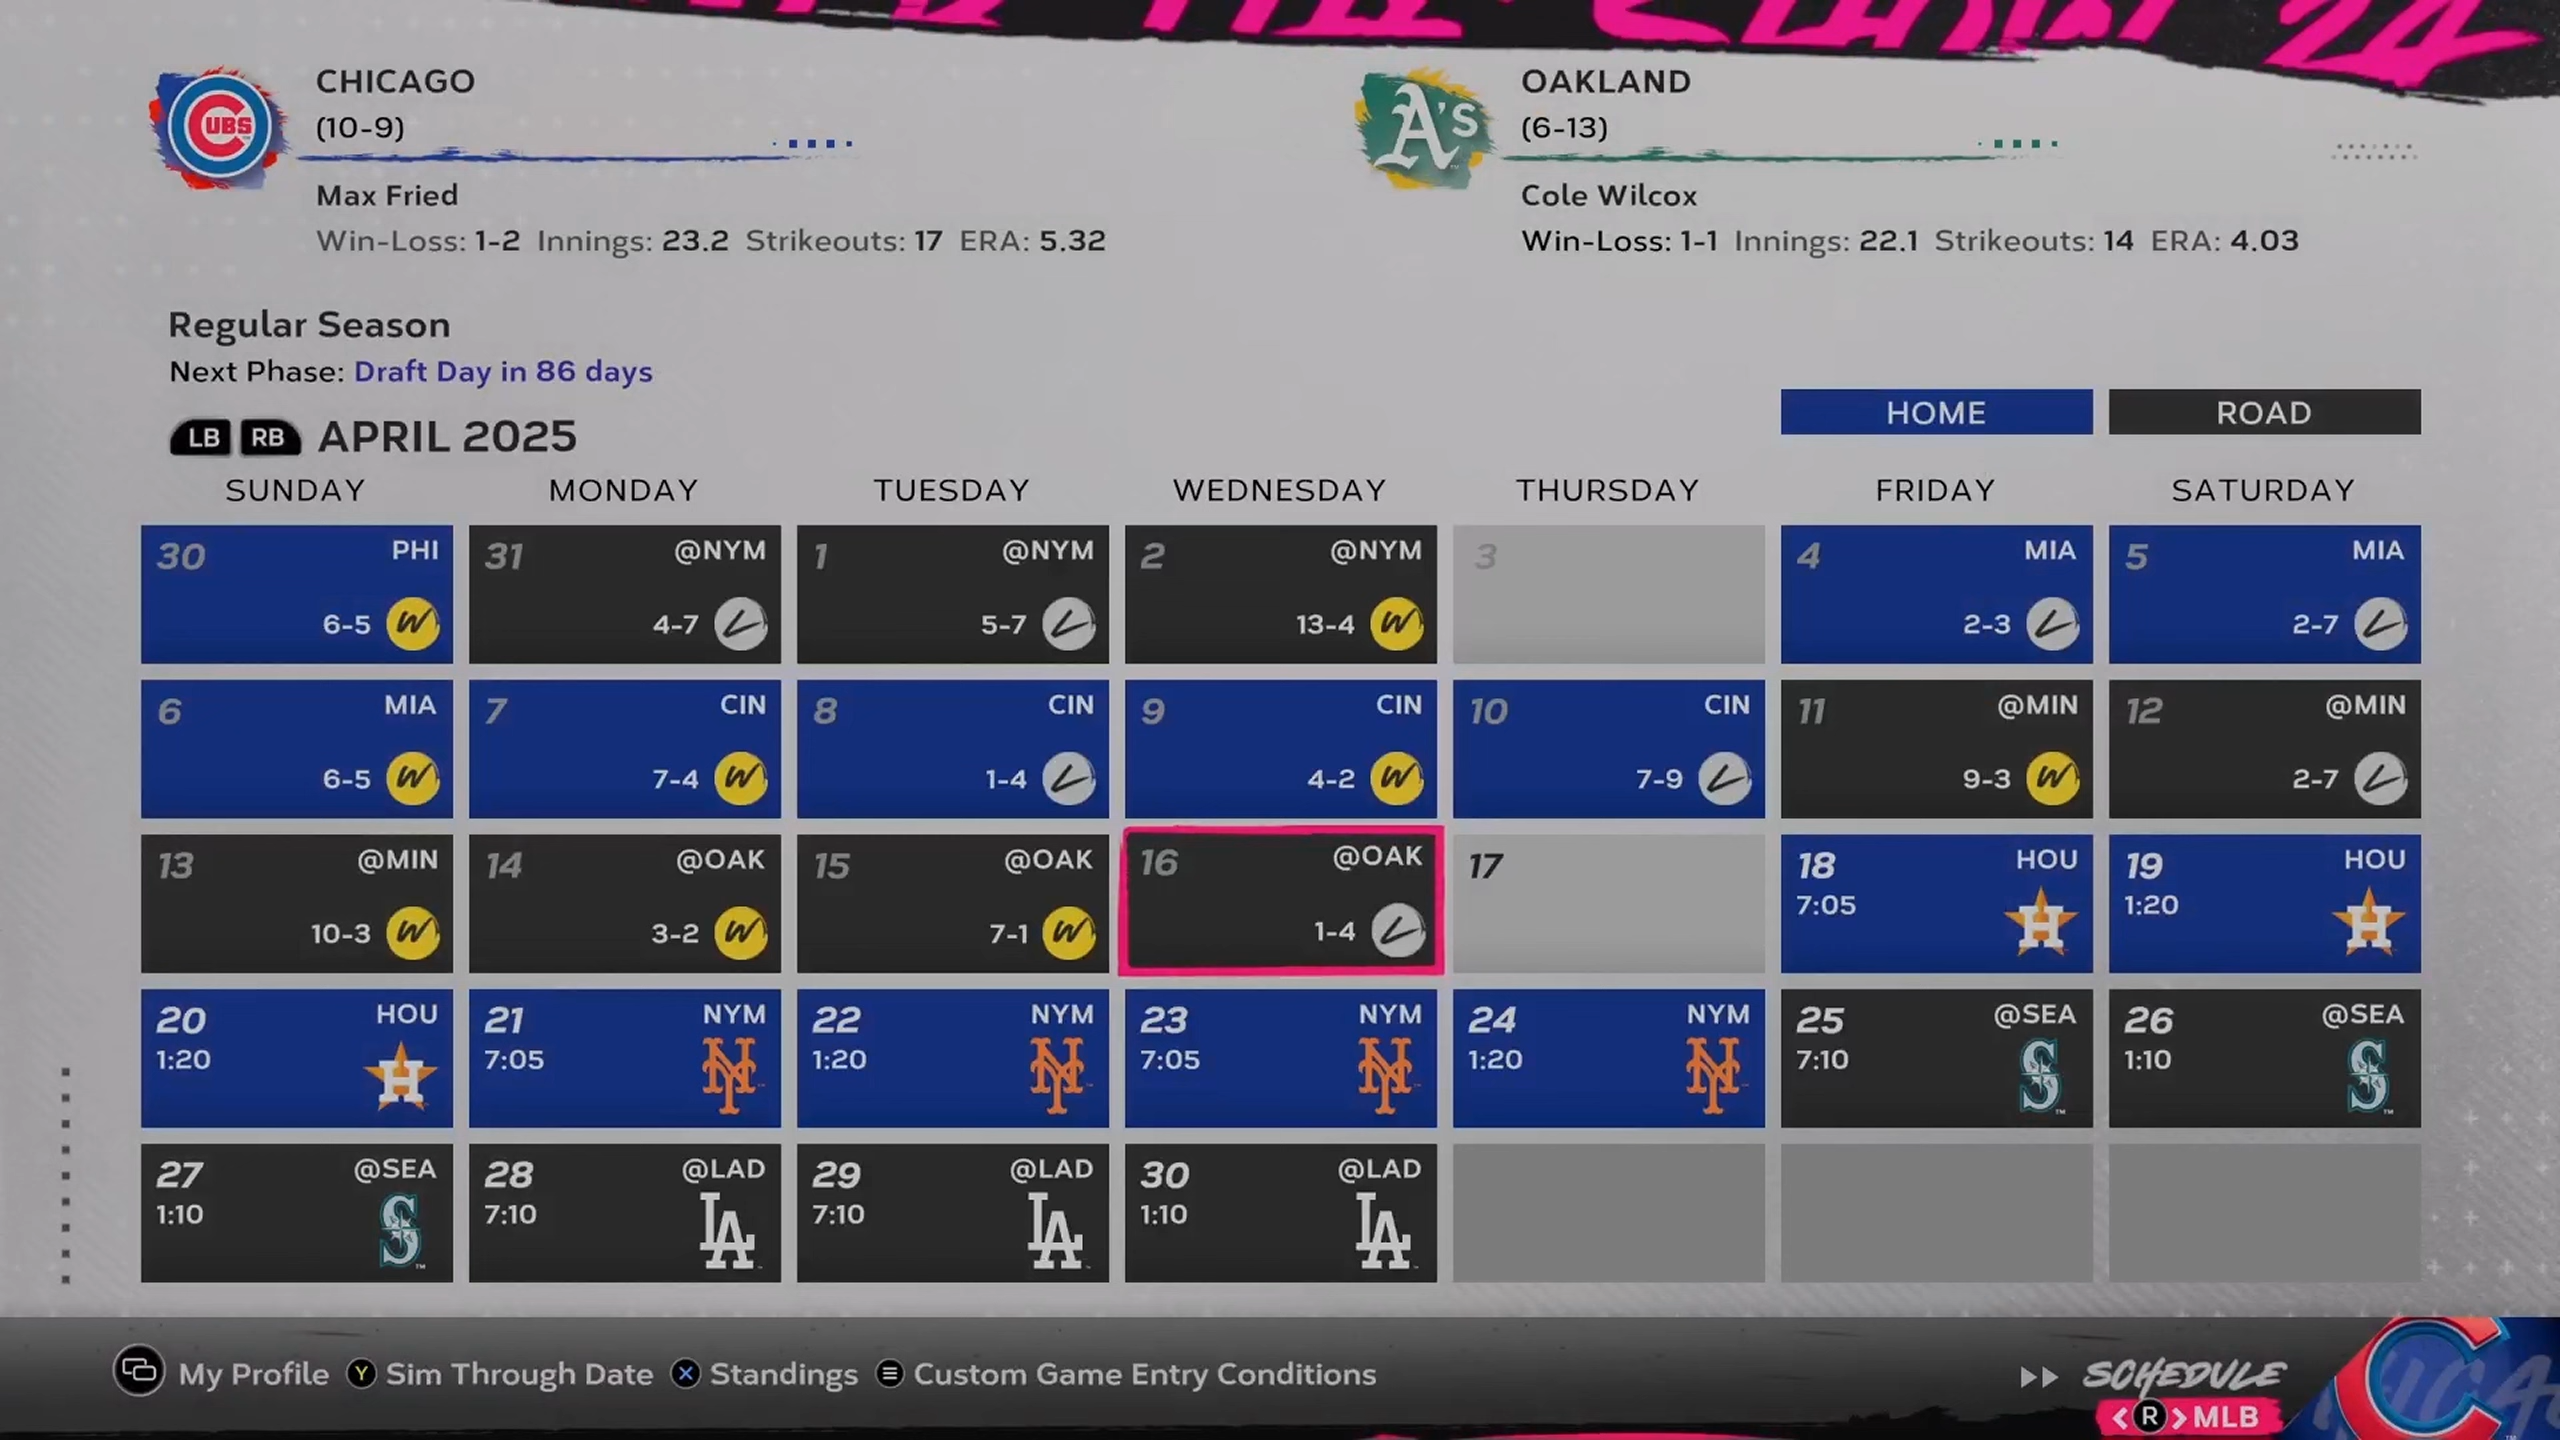 CHICAGO
(10-9)
Max Fried
Win-Loss: 1-2 Innings: 23.2 Strikeouts: 17 ERA: 5.32
OAKLAND
(6-13)
Cole Wilcox
Win-Loss: 1-1 Innings: 22.1 Strikeouts: 14 ERA: 4.03
CUBS
A's
Regular Season
Next Phase: Draft Day in 86 days
HOME ROAD
LB RB APRIL 2025
SUNDAY MONDAY TUESDAY WEDNESDAY THURSDAY FRIDAY SATURDAY
30 PHI 31 @NYM 1 @NYM 2 @NYM 3 4 MIA 5 MIA
6-5 W 4-7 L 5-7 L 13-4 W 2-3 L 2-7 L
6 MIA 7 CIN 8 CIN 9 CIN 10 CIN 11 @MIN 12 @MIN
6-5 W 7-4 W 1-4 L 4-2 W 7-9 L 9-3 W 2-7 L
13 @MIN 14 @OAK 15 @OAK 16 @OAK 17 18 HOU 19 HOU
7:05 H 1:20 H
10-3 W 3-2 W 7-1 W 1-4 L
20 HOU 21 NYM 22 NYM 23 NYM 24 NYM 25 @SEA 26 @SEA
1:20 H 7:05 NY 1:20 NY 7:05 NY 1:20 NY 7:10 S 1:10 S
27 @SEA 28 @LAD 29 @LAD 30 @LAD
1:10 S 7:10 LA 7:10 LA 1:10 LA
My Profile Y Sim Through Date X Standings Custom Game Entry Conditions
SCHEDULE
R MLB